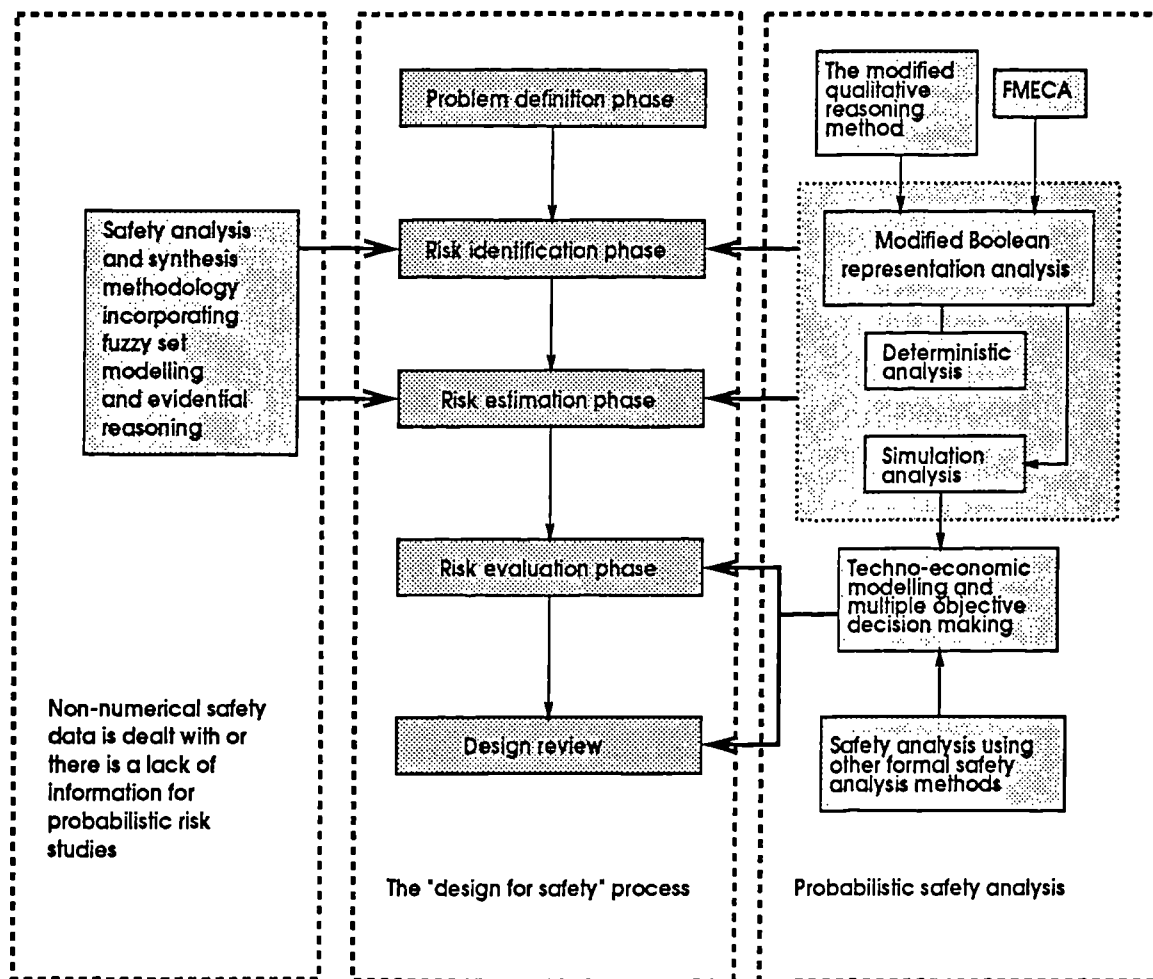 Safety analysis
and synthesis
methodology
incorporating
fuzzy set
modelling
and evidential
reasoning
Non-numerical safety
data is dealt with or
there is a lack of
information for
probabilistic risk
studies
Problem definition phase
Risk identification phase
Risk estimation phase
Risk evaluation phase
Design review
The "design for safety" process
The modified
qualitative
reasoning
method
FMECA
Modified Boolean
representation analysis
Deterministic
analysis
Simulation
analysis
Techno-economic
modelling and
multiple objective
decision making
Safety analysis using
other formal safety
analysis methods
Probabilistic safety analysis